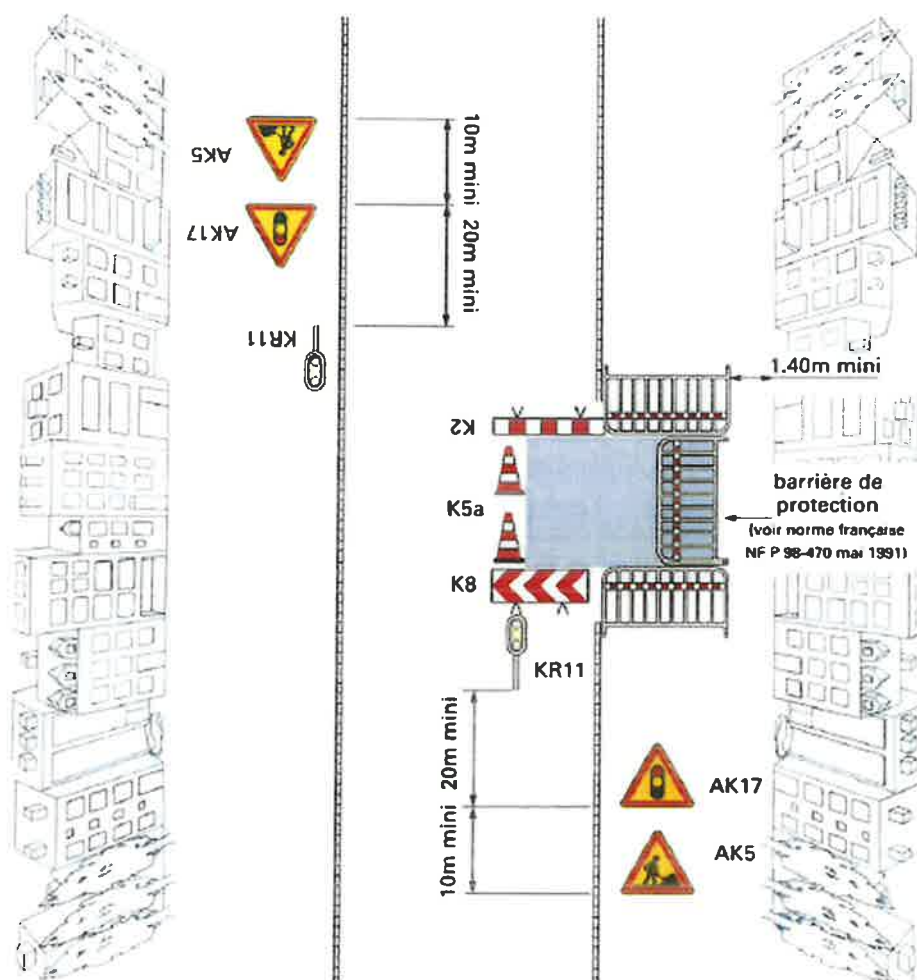 AK5
10m mini
AK17
20m mini
KR11
1.40m mini
K2
K5a
barrière de
protection
(voir norme française
NF P 98-470 mai 1991)
K8
KR11
20m mini
AK17
10m mini
AK5